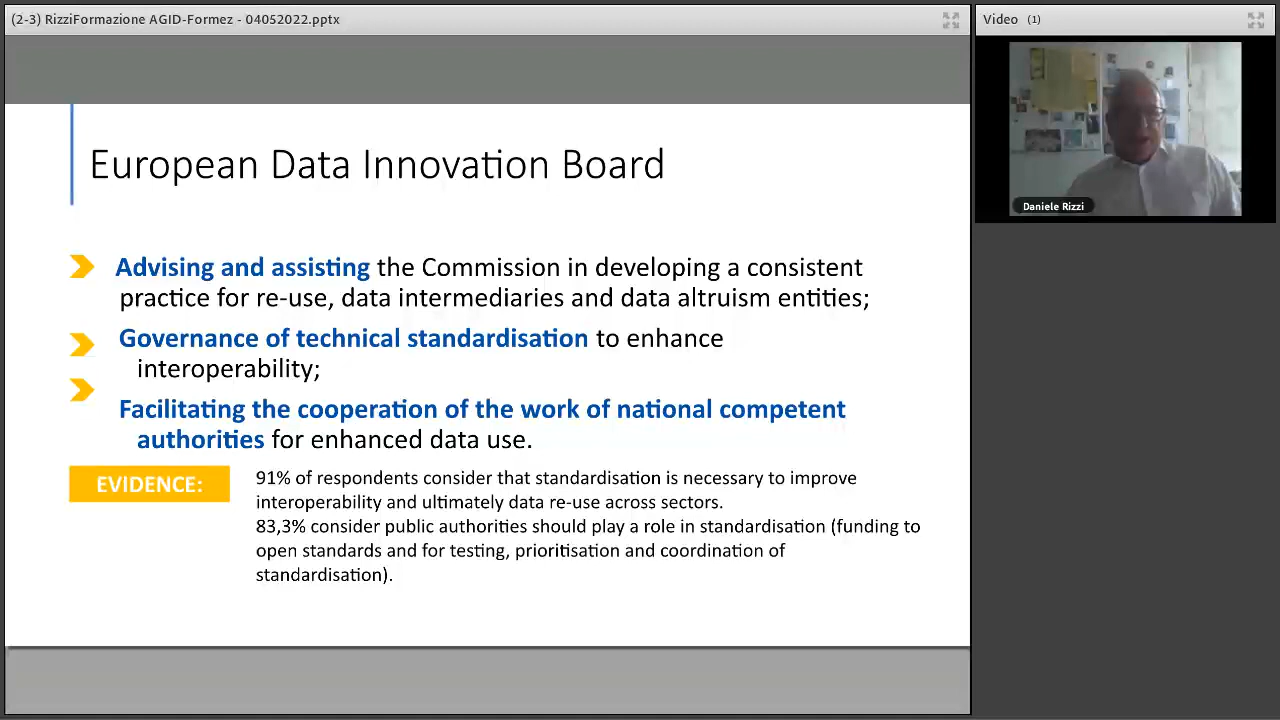 (2-3) RizziFormazione AGID-Formez - 04052022.pptx
Video (1)
Daniele Rizzi
European Data Innovation Board
Advising and assisting the Commission in developing a consistent
practice for re-use, data intermediaries and data altruism entities;
Governance of technical standardisation to enhance
interoperability;
Facilitating the cooperation of the work of national competent
authorities for enhanced data use.
EVIDENCE:
91% of respondents consider that standardisation is necessary to improve
interoperability and ultimately data re-use across sectors.
83,3% consider public authorities should play a role in standardisation (funding to
open standards and for testing, prioritisation and coordination of
standardisation).